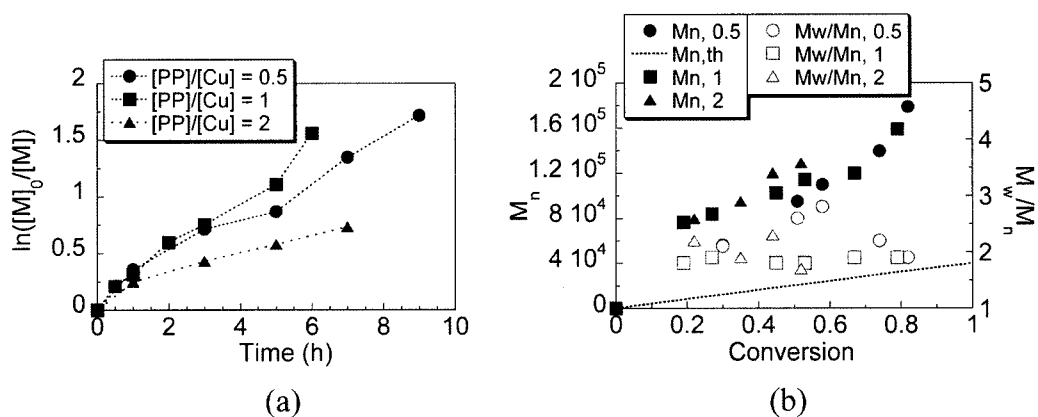 [PP]/[Cu] = 0.5
[PP]/[Cu] = 1
[PP]/[Cu] = 2
2
1.5
1
0.5
0
ln([M]0/[M])
0 2 4 6 8 10
Time (h)
(a)
Mn, 0.5
Mn,th
Mn, 1
Mn, 2
Mw/Mn, 0.5
Mw/Mn, 1
Mw/Mn, 2
2 10^5
1.6 10^5
1.2 10^5
8 10^4
4 10^4
0
Mn
5
4
3
2
1
Mw/Mn
0 0.2 0.4 0.6 0.8 1
Conversion
(b)